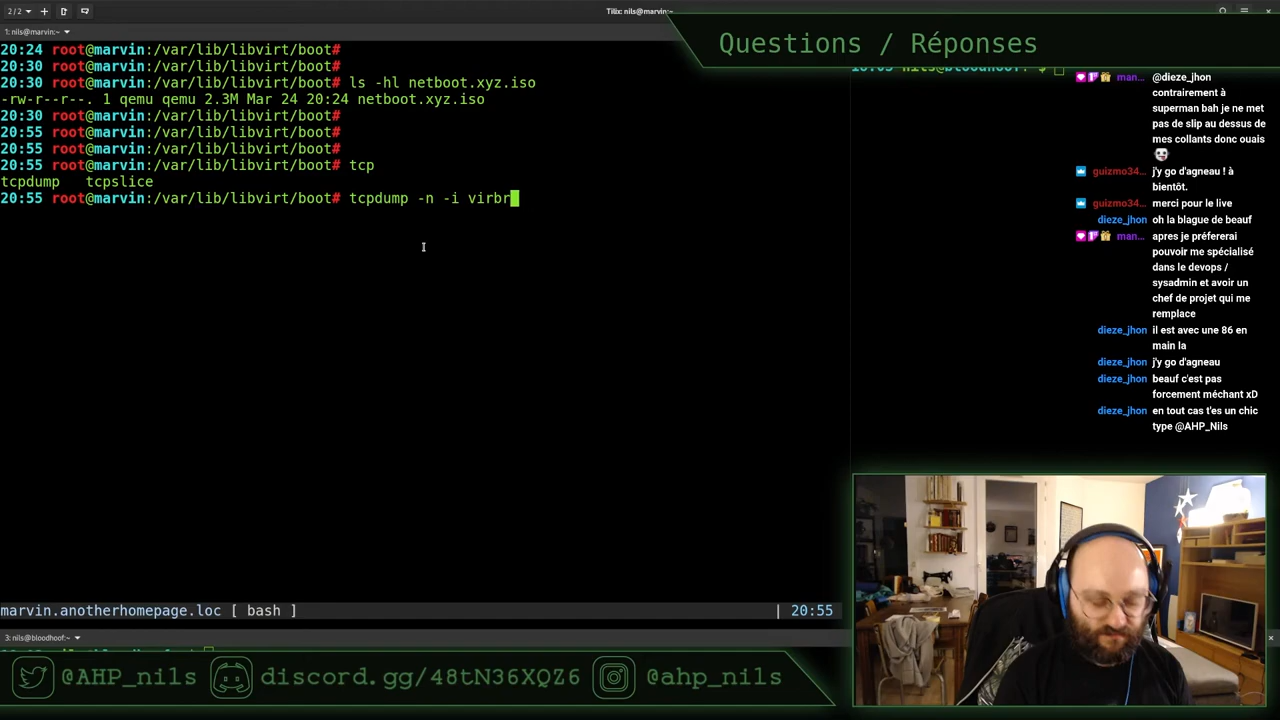 2/2
Tilix: nils@marvin:~
1: nils@marvin:~
Questions / Réponses
20:24 root@marvin:/var/lib/libvirt/boot#
20:30 root@marvin:/var/lib/libvirt/boot#
20:30 root@marvin:/var/lib/libvirt/boot# ls -hl netboot.xyz.iso
-rw-r--r--. 1 qemu qemu 2.3M Mar 24 20:24 netboot.xyz.iso
20:30 root@marvin:/var/lib/libvirt/boot#
20:55 root@marvin:/var/lib/libvirt/boot#
20:55 root@marvin:/var/lib/libvirt/boot#
20:55 root@marvin:/var/lib/libvirt/boot# tcp
tcpdump tcpslice
20:55 root@marvin:/var/lib/libvirt/boot# tcpdump -n -i virbr
marvin.anotherhomepage.loc [ bash ] | 20:55
3: nils@bloodhoof:~
man... @dieze_jhon
contrairement à
superman bah je ne met
pas de slip au dessus de
mes collants donc ouais
guizmo34... j'y go d'agneau ! à
bientôt.
guizmo34... merci pour le live
dieze_jhon oh la blague de beauf
man... apres je préfererai
pouvoir me spécialisé
dans le devops /
sysadmin et avoir un
chef de projet qui me
remplace
dieze_jhon il est avec une 86 en
main la
dieze_jhon j'y go d'agneau
dieze_jhon beauf c'est pas
forcement méchant xD
dieze_jhon en tout cas t'es un chic
type @AHP_Nils
@AHP_nils discord.gg/48tN36XQZ6 @ahp_nils